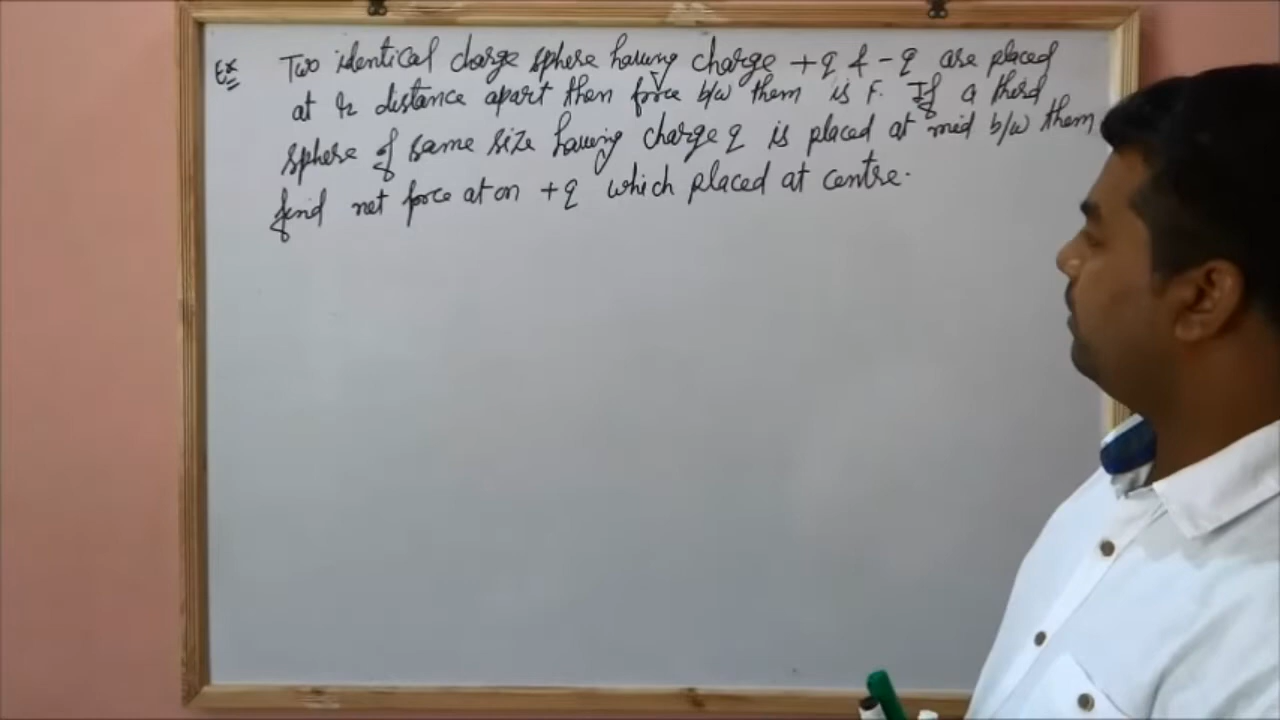 Ex Two identical charge sphere having charge +q & -q are placed
at r distance apart then force b/w them is F. If a third
sphere of same size having charge q is placed at mid b/w them
find net force at on +q which placed at centre.